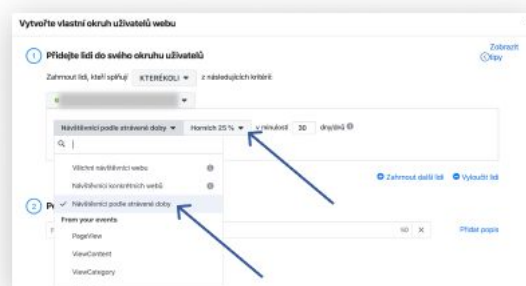 Vytvořte vlastní okruh uživatelů webu
Zobrazit tipy
1 Přidejte lidi do svého okruhu uživatelů
Zahrnout lidi, kteří splňují KTERÉKOLI z následujících kritérií:
Návštěvníci podle strávené doby Horních 25 % v minulosti 30 dny/dnů
Všichni návštěvníci webu
Návštěvníci konkrétních webů
Zahrnout další lidi Vyloučit lidi
Návštěvníci podle strávené doby
2
From your events
PageView
Přidat popis
ViewContent
ViewCategory